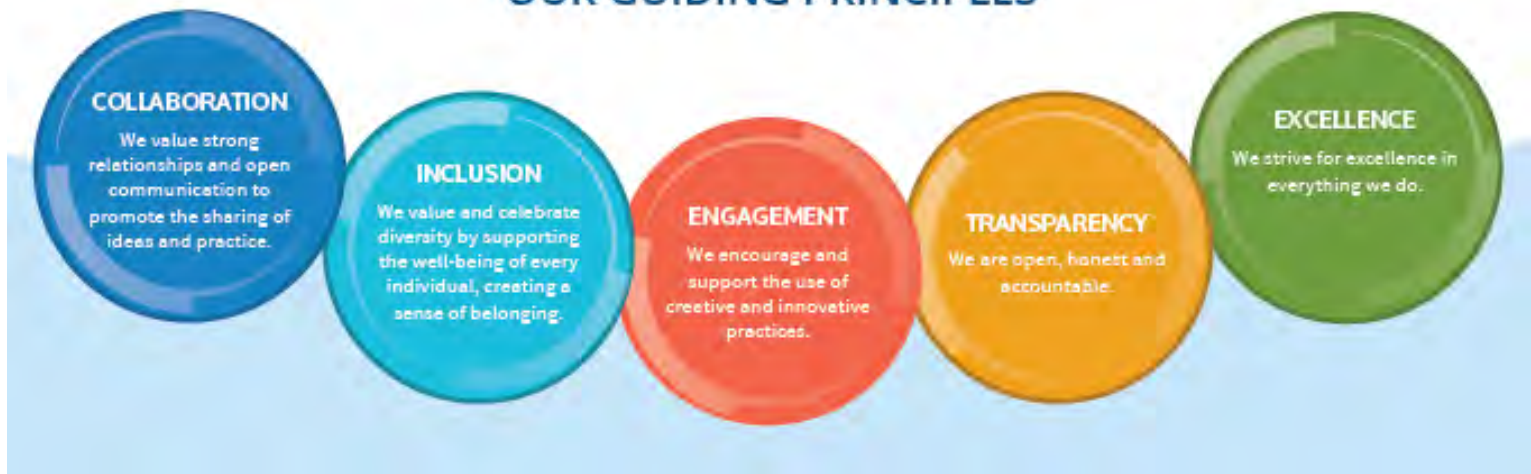 OUR GUIDING PRINCIPLES
COLLABORATION
We value strong
relationships and open
communication to
promote the sharing of
ideas and practice.
INCLUSION
We value and celebrate
diversity by supporting
the well-being of every
individual, creating a
sense of belonging.
ENGAGEMENT
We encourage and
support the use of
creative and innovative
practices.
TRANSPARENCY
We are open, honest and
accountable.
EXCELLENCE
We strive for excellence in
everything we do.